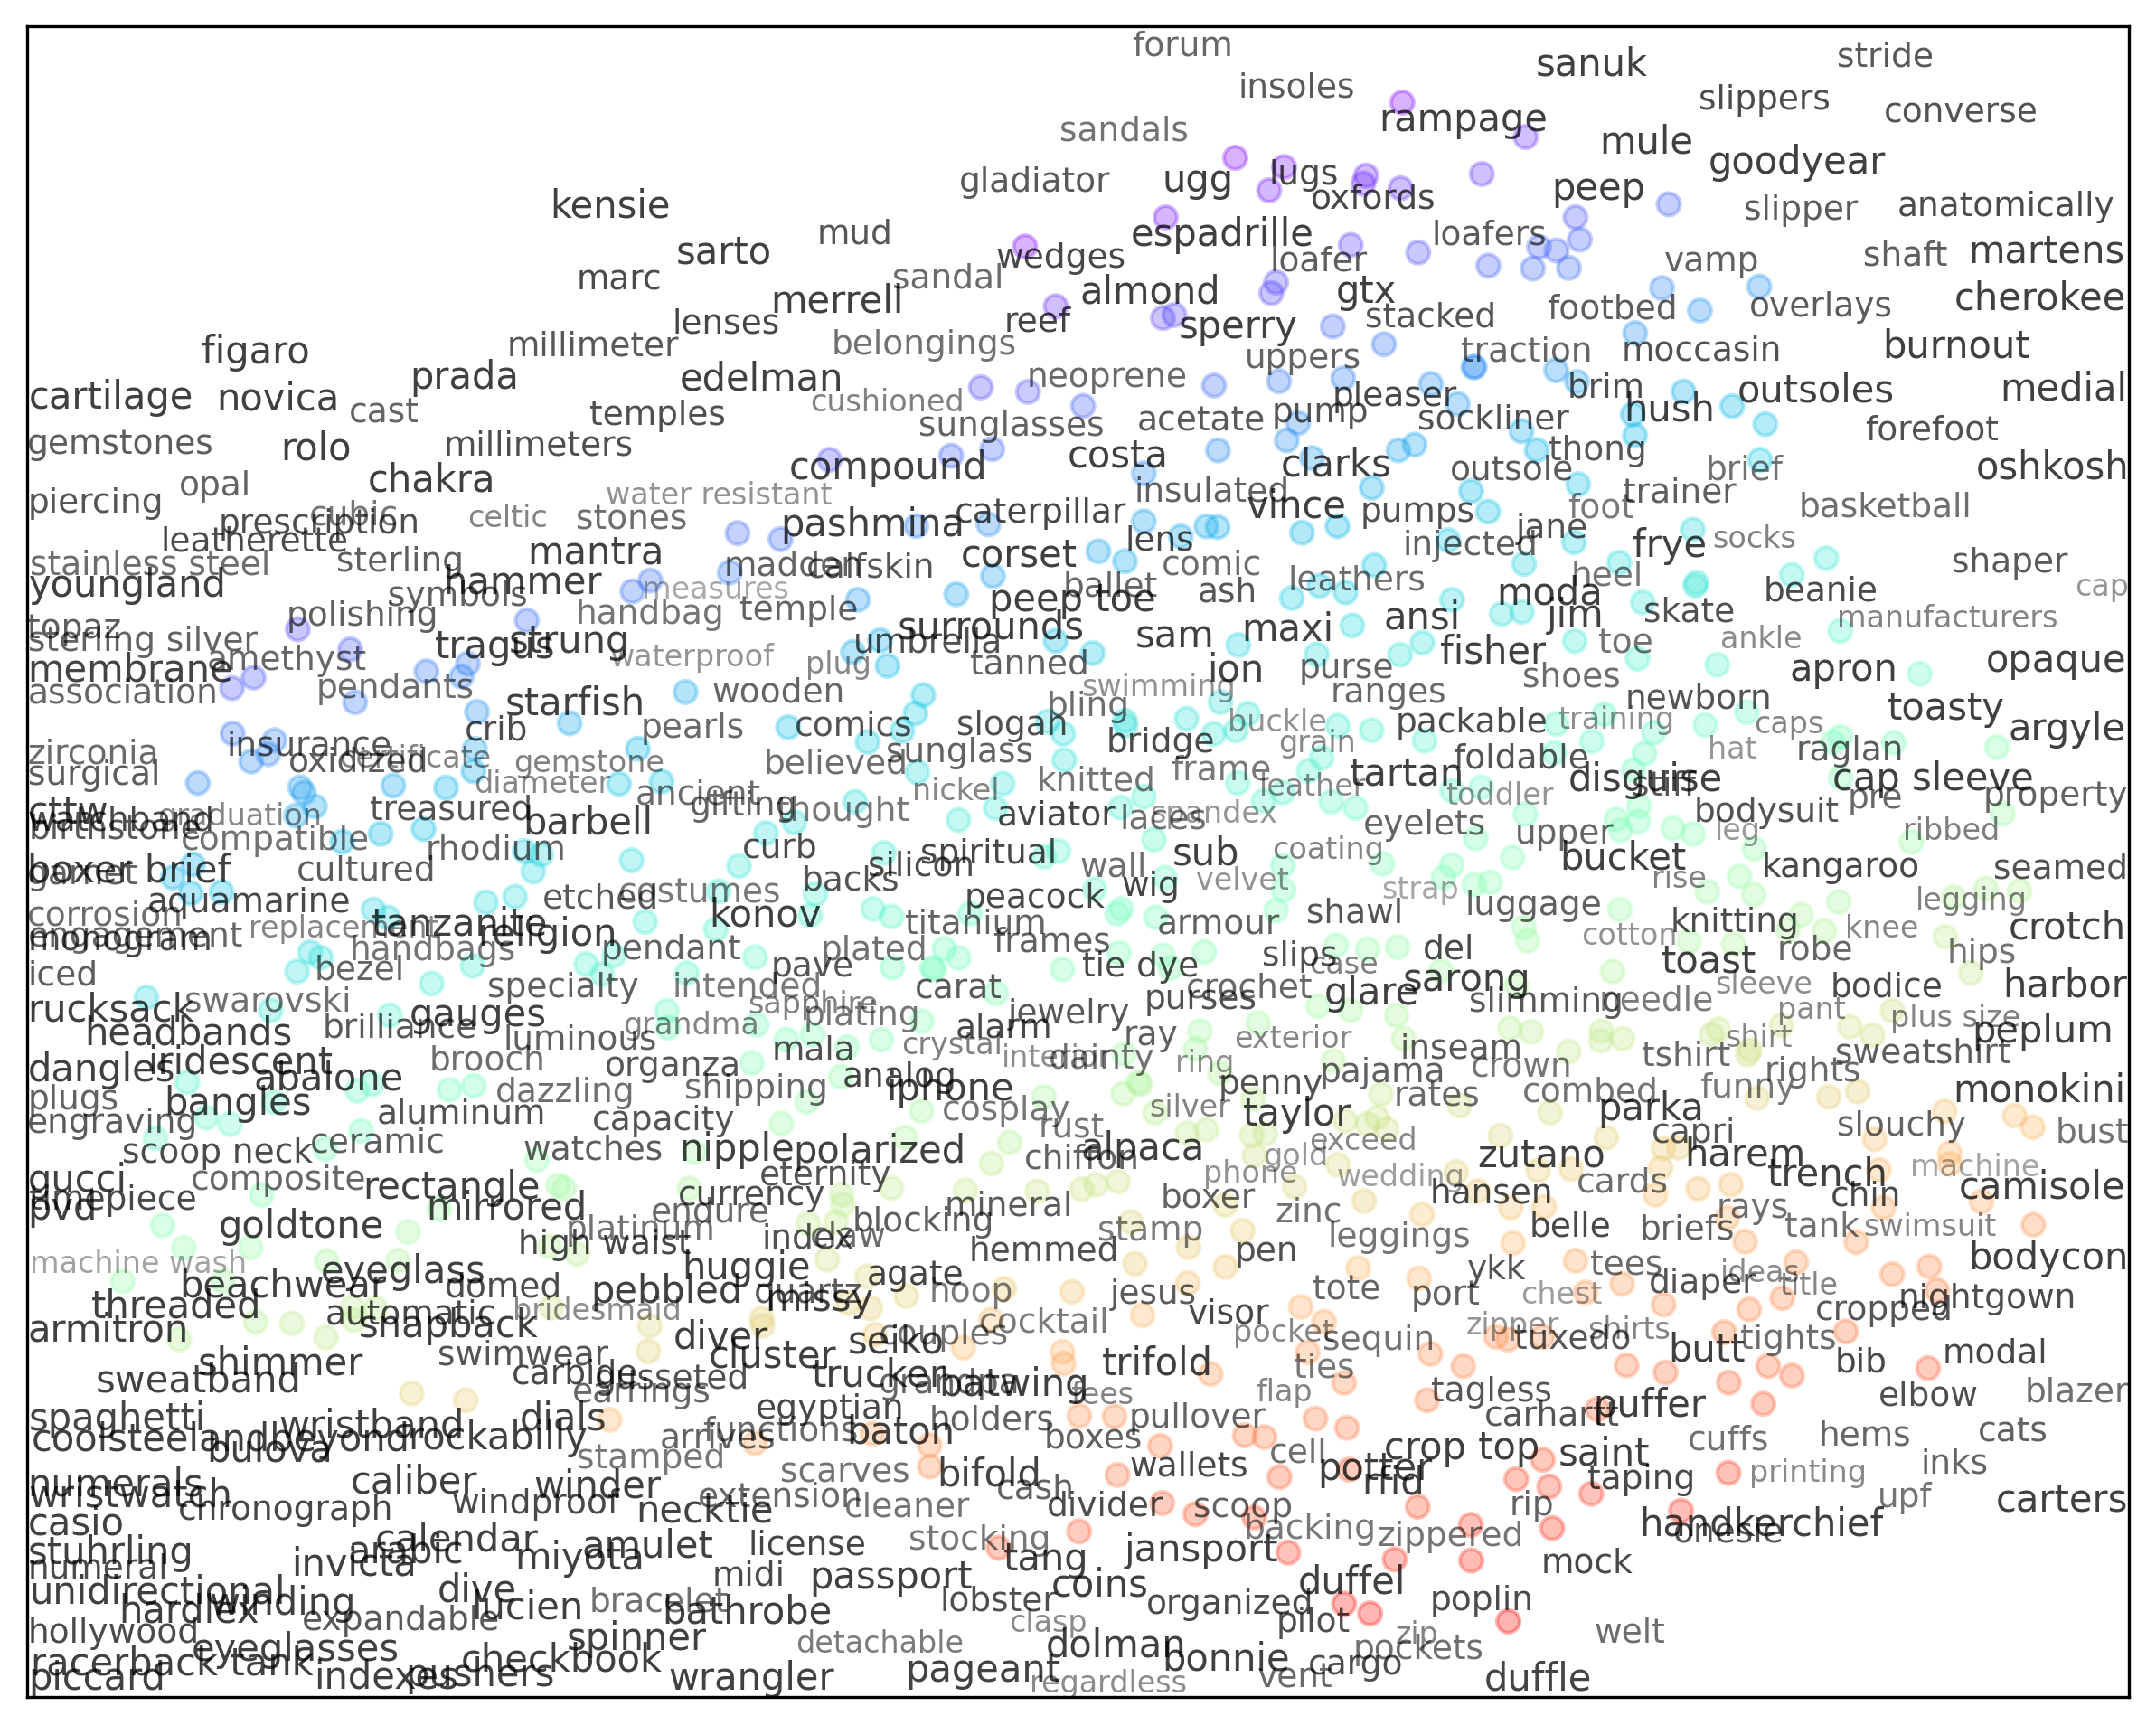 forum
sanuk
stride
insoles
slippers
converse
rampage
sandals
mule
goodyear
lugs
gladiator
ugg
oxfords
peep
kensie
slipper
anatomically
mud
espadrille
loafers
sarto
wedges
loafer
vamp
shaft
martens
marc
sandal
almond
gtx
merrell
footbed
overlays
cherokee
lenses
reef
sperry
stacked
figaro
millimeter
belongings
uppers
traction
moccasin
burnout
prada
edelman
neoprene
brim
outsoles
medial
cartilage
novica
cast
temples
cushioned
pleaser
hush
sunglasses
acetate
pump
sockliner
forefoot
gemstones
rolo
millimeters
costa
thong
chakra
compound
clarks
outsole
brief
oshkosh
opal
piercing
water resistant
insulated
vince
trainer
cubic
prescription
celtic
stones
pashmina
caterpillar
pumps
foot
basketball
leatherette
lens
jane
socks
stainless steel
sterling
mantra
madden
calfskin
corset
comic
injected
frye
shaper
youngland
hammer
symbols
measures
ballet
ash
leathers
heel
moda
beanie
cap
polishing
handbag
temple
peep toe
jim
skate
manufacturers
topaz
sterling silver
tragus
strung
umbrella
surrounds
sam
maxi
ansi
toe
ankle
membrane
amethyst
waterproof
plug
tanned
ion
purse
fisher
apron
opaque
association
pendants
starfish
wooden
swimming
ranges
shoes
newborn
bling
toasty
crib
pearls
comics
slogan
buckle
packable
training
caps
argyle
zirconia
insurance
oxidized
certificate
gemstone
believed
sunglass
bridge
grain
foldable
hat
raglan
surgical
diameter
knitted
frame
tartan
disguise
stiff
cap sleeve
ancient
nickel
leather
toddler
pre
property
cttw
watchband
graduation
treasured
barbell
gifting
thought
aviator
laces
spandex
eyelets
upper
bodysuit
leg
ribbed
birthstone
compatible
rhodium
curb
silicon
spiritual
wall
sub
coating
bucket
kangaroo
seamed
boxer brief
garnet
cultured
etched
costumes
backs
peacock
wig
velvet
strap
rise
aquamarine
luggage
legging
corrosion
engagement
monogram
replacement
tanzanite
religion
konov
titanium
armour
shawl
knitting
knee
crotch
handbags
pendant
plated
frames
slips
del
cotton
robe
hips
iced
bezel
specialty
intended
pave
carat
tie dye
crochet
case
sarong
toast
sleeve
bodice
harbor
rucksack
swarovski
gauges
sapphire
plating
jewelry
purses
glare
slimming
needle
pant
plus size
headbands
brilliance
luminous
grandma
alarm
ray
exterior
shirt
peplum
dangles
iridescent
abalone
brooch
organza
mala
crystal
interior
dainty
ring
inseam
crown
tshirt
sweatshirt
plugs
bangles
dazzling
shipping
analog
iphone
penny
pajama
rates
combed
funny
rights
monokini
engraving
aluminum
capacity
cosplay
silver
taylor
parka
slouchy
scoop neck
ceramic
watches
nipple
polarized
rust
alpaca
exceed
capri
bust
gucci
composite
rectangle
eternity
chiffon
gold
zutano
harem
trench
machine
timepiece
pvd
mirrored
currency
endure
mineral
boxer
phone
wedding
hansen
cards
rays
chin
camisole
goldtone
platinum
index
claw
blocking
stamp
zinc
belle
briefs
tank
swimsuit
machine wash
high waist
huggie
hemmed
pen
leggings
bodycon
beachwear
eyeglass
domed
pebbled
quartz
missy
agate
hoop
jesus
tote
port
ykk
tees
chest
diaper
ideas
title
threaded
automatic
bridesmaid
visor
cropped
nightgown
armitron
snapback
diver
seiko
couples
cocktail
pocket
sequin
zipper
tuxedo
shirts
butt
tights
shimmer
swimwear
carbide
gusseted
cluster
trucker
grandpa
batwing
trifold
ties
bib
modal
sweatband
earrings
fees
flap
tagless
puffer
elbow
blazer
spaghetti
wristband
dials
egyptian
functions
holders
pullover
carhartt
coolsteelandbeyond
rockabilly
arrives
baton
boxes
cell
crop top
saint
cuffs
hems
cats
bulova
stamped
scarves
bifold
wallets
potter
taping
printing
inks
numerals
wristwatch
caliber
winder
extension
cash
rfid
upf
carters
chronograph
windproof
necktie
cleaner
divider
scoop
rip
casio
backing
zippered
handkerchief
onesie
stuhrling
calendar
arabic
amulet
license
stocking
tang
jansport
mock
numeral
invicta
miyota
midi
passport
coins
duffel
unidirectional
dive
bracelet
lobster
organized
poplin
hardlex
winding
lucien
bathrobe
clasp
pilot
hollywood
expandable
spinner
detachable
dolman
zip
welt
eyeglasses
checkbook
bonnie
pockets
racerback tank
cargo
piccard
indexes
pushers
wrangler
pageant
regardless
vent
duffle